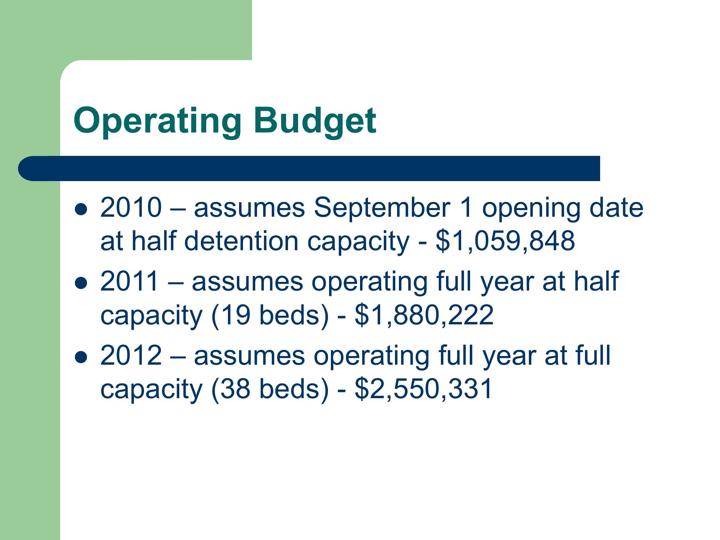 Operating Budget
● 2010 – assumes September 1 opening date
at half detention capacity - $1,059,848
● 2011 – assumes operating full year at half
capacity (19 beds) - $1,880,222
● 2012 – assumes operating full year at full
capacity (38 beds) - $2,550,331